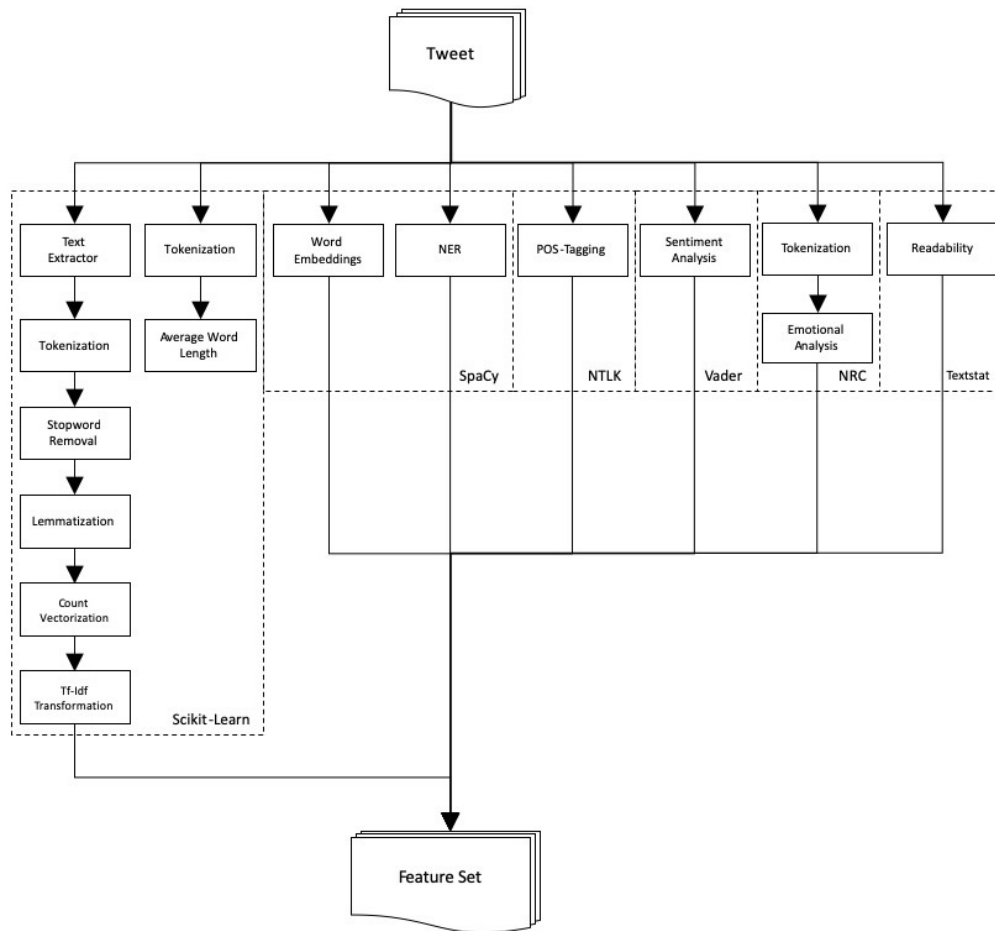 Tweet
Text
Extractor
Tokenization
Word
Embeddings
NER
POS-Tagging
Sentiment
Analysis
Tokenization
Readability
Tokenization
Average Word
Length
Emotional
Analysis
SpaCy
NTLK
Vader
NRC
Textstat
Stopword
Removal
Lemmatization
Count
Vectorization
Tf-Idf
Transformation
Scikit-Learn
Feature Set